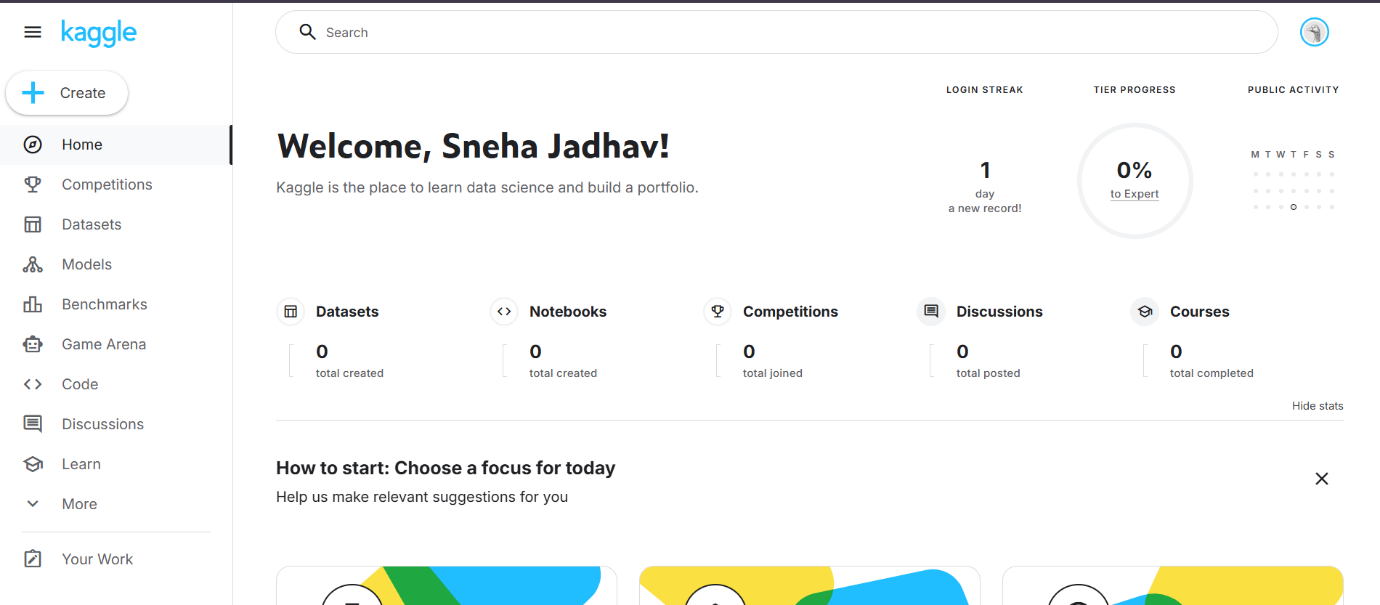 kaggle
Search
Create
Home
Competitions
Datasets
Models
Benchmarks
Game Arena
Code
Discussions
Learn
More
Your Work
LOGIN STREAK
TIER PROGRESS
PUBLIC ACTIVITY
Welcome, Sneha Jadhav!
Kaggle is the place to learn data science and build a portfolio.
1
day
a new record!
0%
to Expert
M T W T F S S
Datasets
0
total created
Notebooks
0
total created
Competitions
0
total joined
Discussions
0
total posted
Courses
0
total completed
Hide stats
How to start: Choose a focus for today
Help us make relevant suggestions for you